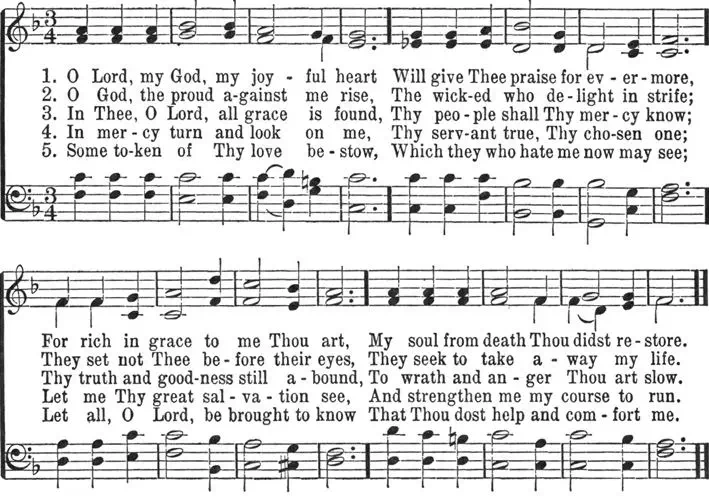 3
4
1. O Lord, my God, my joy - ful heart Will give Thee praise for ev - er - more,
2. O God, the proud a-gainst me rise, The wick-ed who de-light in strife;
3. In Thee, O Lord, all grace is found, Thy peo-ple shall Thy mer-cy know;
4. In mer-cy turn and look on me, Thy serv-ant true, Thy cho-sen one;
5. Some to-ken of Thy love be-stow, Which they who hate me now may see;
3
4
For rich in grace to me Thou art, My soul from death Thou didst re-store.
They set not Thee be-fore their eyes, They seek to take a-way my life.
Thy truth and good-ness still a-bound, To wrath and an-ger Thou art slow.
Let me Thy great sal-va-tion see, And strengthen me my course to run.
Let all, O Lord, be brought to know That Thou dost help and com-fort me.